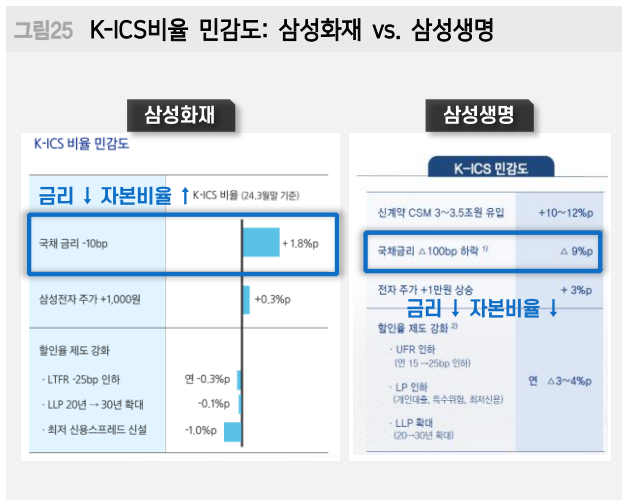 그림25 K-ICS비율 민감도: 삼성화재 vs. 삼성생명
삼성화재
K-ICS 비율 민감도
금리 ↓ 자본비율 ↑ K-ICS 비율 (24.3월말 기준)
국채 금리 -10bp +1.8%p
삼성전자 주가 +1,000원 +0.3%p
할인율 제도 강화
· LTFR -25bp 인하 연 -0.3%p
· LLP 20년 → 30년 확대 -0.1%p
· 최저 신용스프레드 신설 -1.0%p
삼성생명
K-ICS 민감도
신계약 CSM 3~3.5조원 유입 +10~12%p
국채금리 △100bp 하락 1) △ 9%p
전자 주가 +1만원 상승 + 3%p
금리 ↓ 자본비율 ↓
할인율 제도 강화 2)
· UFR 인하
(연 15 →25bp 인하)
· LP 인하
(개인대출, 특수위험, 최저신용)
· LLP 확대
(20→30년 확대)
연 △3~4%p